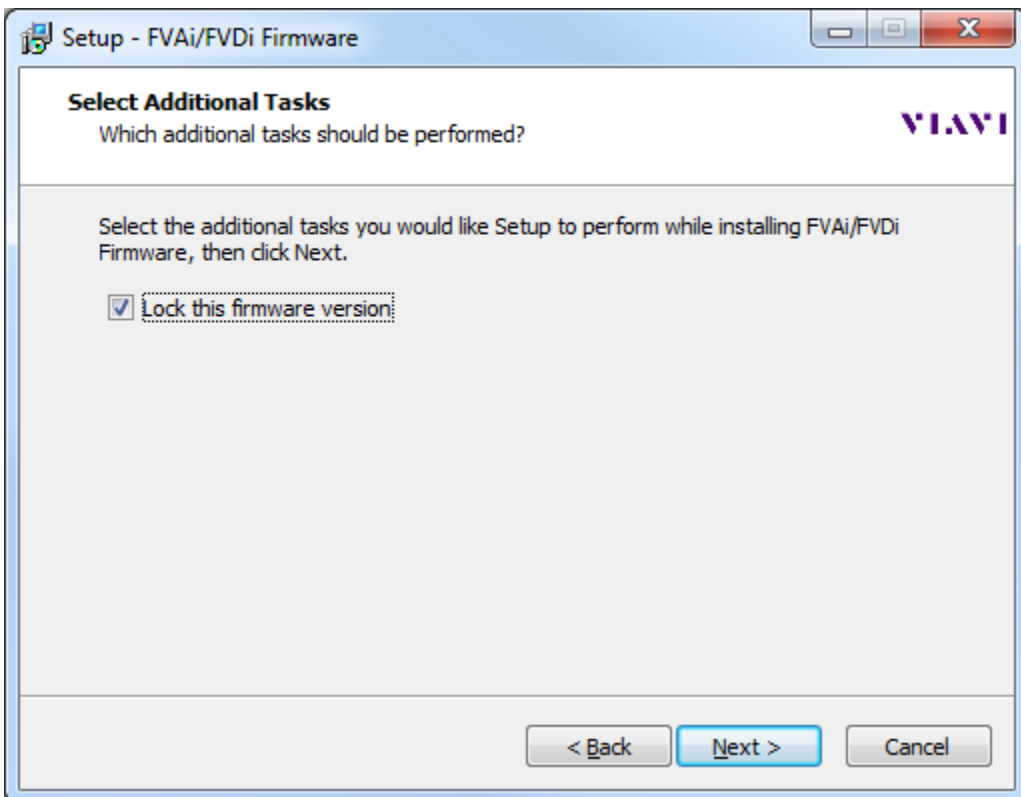 Setup - FVAi/FVDi Firmware
Select Additional Tasks
Which additional tasks should be performed?
VIAVI
Select the additional tasks you would like Setup to perform while installing FVAi/FVDi
Firmware, then click Next.
Lock this firmware version
< Back
Next >
Cancel